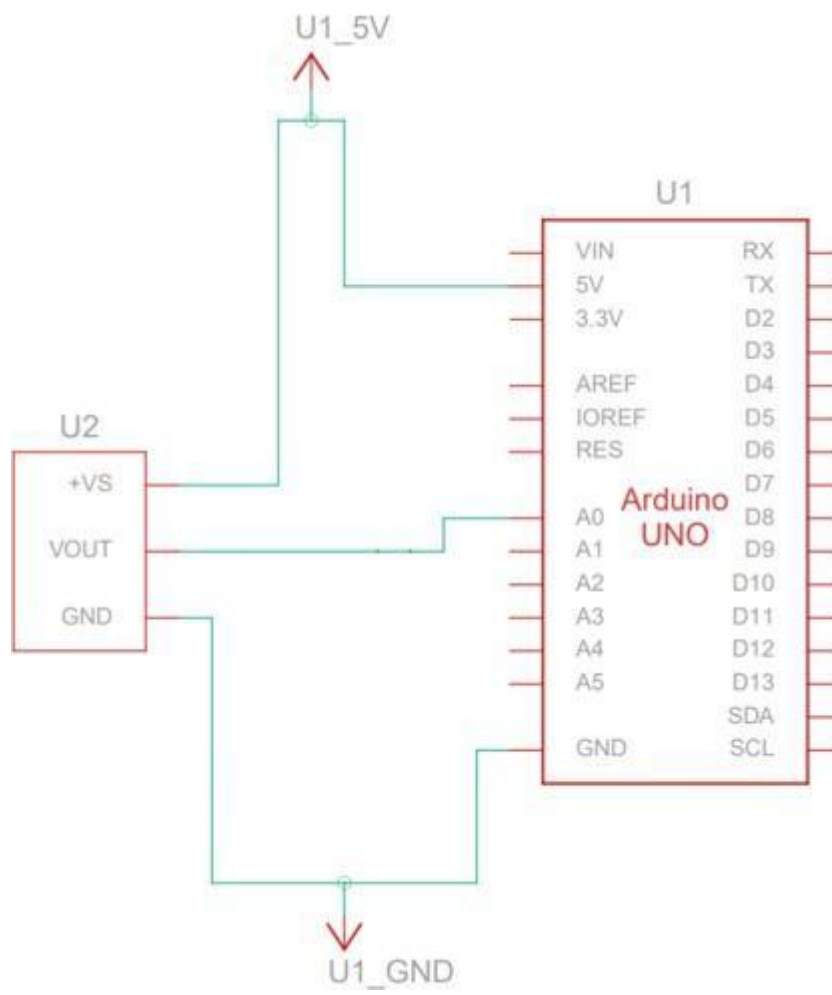 U1_5V
U1
VIN RX
5V TX
3.3V D2
D3
AREF D4
IOREF D5
RES D6
D7
A0 D8
A1 D9
A2 D10
A3 D11
A4 D12
A5 D13
SDA
GND SCL
Arduino
UNO
U2
+VS
VOUT
GND
U1_GND